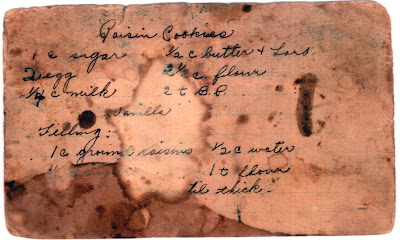 Raisin Cookies
1 c sugar ½ c butter + Lard
2 egg 2½ c flour
¼ c milk 2 t B.P.
Vanilla
Filling:
1 c ground raisins ½ c water
1 t flour
til thick.